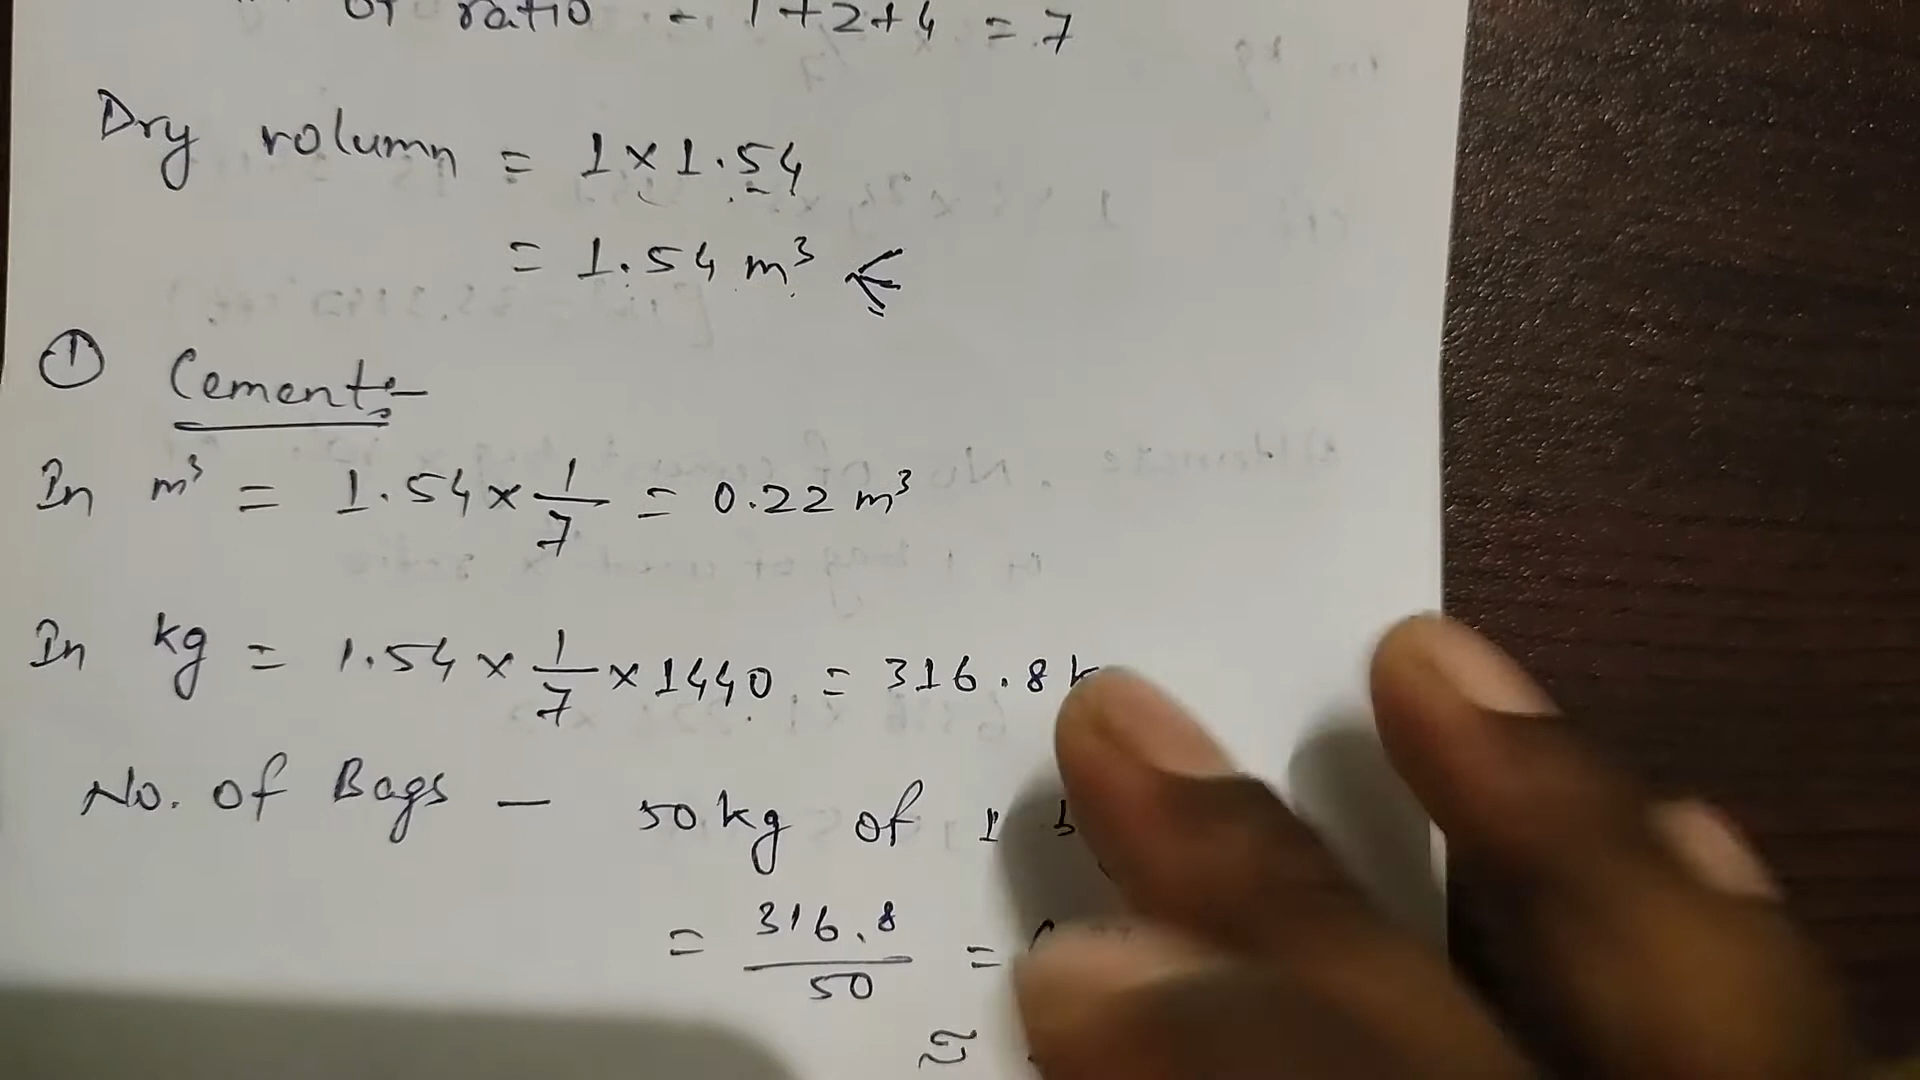 of ratio - 1+2+4 = 7
Dry volumn = 1×1.54
= 1.54 m³
① Cement:-
In m³ = 1.54 × 1/7 = 0.22 m³
In kg = 1.54 × 1/7 × 1440 = 316.8 k
No. of Bags - 50 kg of 1 b
= 316.8/50 =
≈